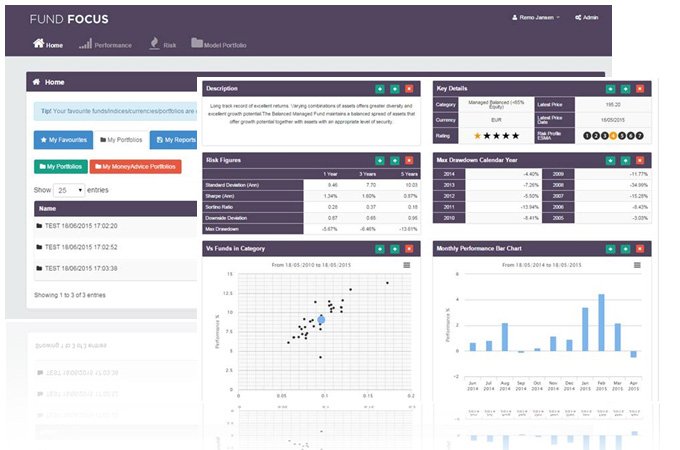 FUND FOCUS
Remo Jansen
Admin
Home
Performance
Risk
Model Portfolio
Home
Tip! Your favourite funds/indices/currencies/portfolios are
My Favourites
My Portfolios
My Reports
My Portfolios
My MoneyAdvice Portfolios
Show 25 entries
Name
TEST 18/06/2015 17:02:20
TEST 18/06/2015 17:02:52
TEST 18/06/2015 17:03:38
Showing 1 to 3 of 3 entries
Description
Long track record of excellent returns. Varying combinations of assets offers greater diversity and
excellent growth potential.The Balanced Managed Fund maintains a balanced spread of assets that
offer growth potential together with assets with an appropriate level of security.
Key Details
Category Managed Balanced (<65% Equity) Latest Price 195.20
Currency EUR Latest Price Date 18/05/2015
Rating Risk Profile ESMA 1 2 3 4 5 6 7
Risk Figures
1 Year 3 Years 5 Years
Standard Deviation (Ann) 9.46 7.70 10.03
Sharpe (Ann) 1.34% 1.60% 0.97%
Sortino Ratio 0.28 0.37 0.18
Downside Deviation 0.67 0.65 0.95
Max Drawdown -5.67% -6.46% -13.61%
Max Drawdown Calendar Year
2014 -4.40% 2009 -11.77%
2013 -7.26% 2008 -34.99%
2012 -5.50% 2007 -15.28%
2011 -13.94% 2006 -8.43%
2010 -8.41% 2005 -3.03%
Vs Funds in Category
From 18/05/2010 to 18/05/2015
Performance %
15
12.5
10
7.5
5
2.5
0
0 0.05 0.1 0.15 0.2
Monthly Performance Bar Chart
From 18/05/2014 to 18/05/2015
Performance %
6
4
2
0
-2
Jun 2014 Jul 2014 Aug 2014 Sep 2014 Oct 2014 Nov 2014 Dec 2014 Jan 2015 Feb 2015 Mar 2015 Apr 2015